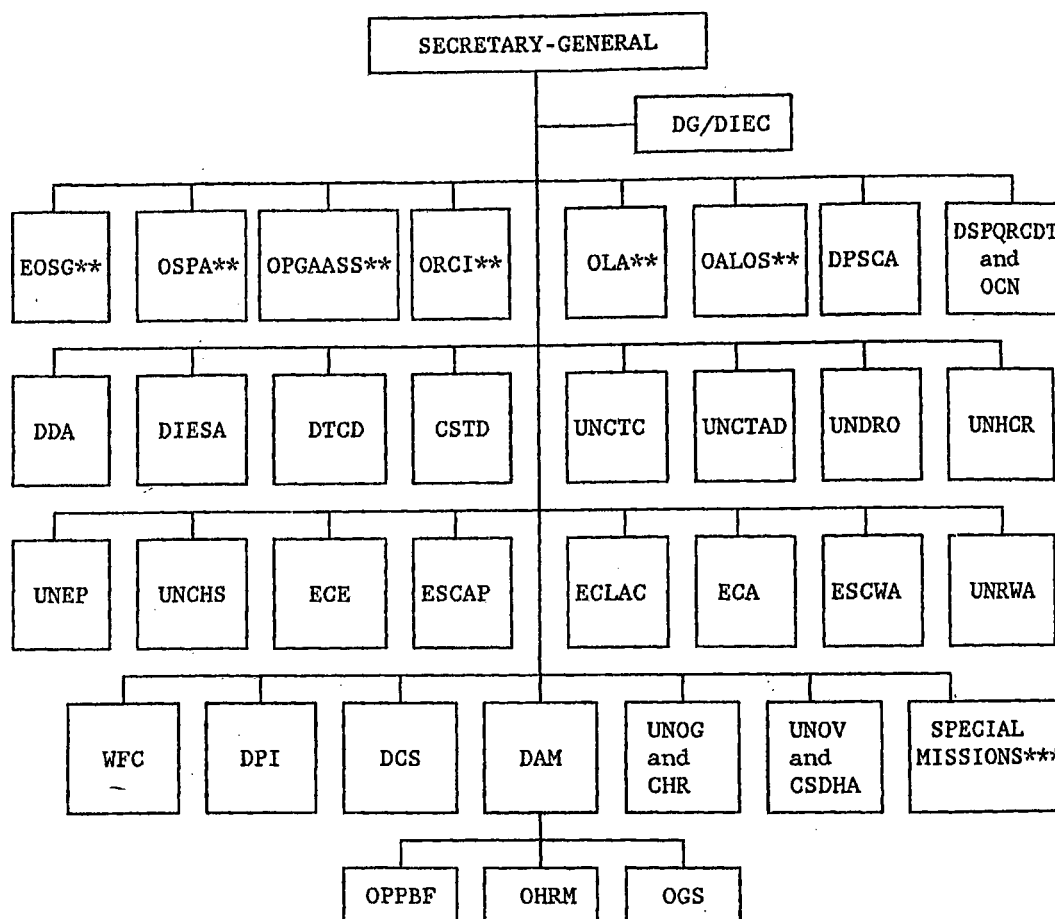 SECRETARY-GENERAL
DG/DIEC
EOSG**
OSPA**
OPGAASS**
ORCI**
OLA**
OALOS**
DPSCA
DSPQRCDT
and
OCN
DDA
DIESA
DTCD
CSTD
UNCTC
UNCTAD
UNDRO
UNHCR
UNEP
UNCHS
ECE
ESCAP
ECLAC
ECA
ESCWA
UNRWA
WFC
DPI
DCS
DAM
UNOG
and
CHR
UNOV
and
CSDHA
SPECIAL
MISSIONS***
OPPBF
OHRM
OGS